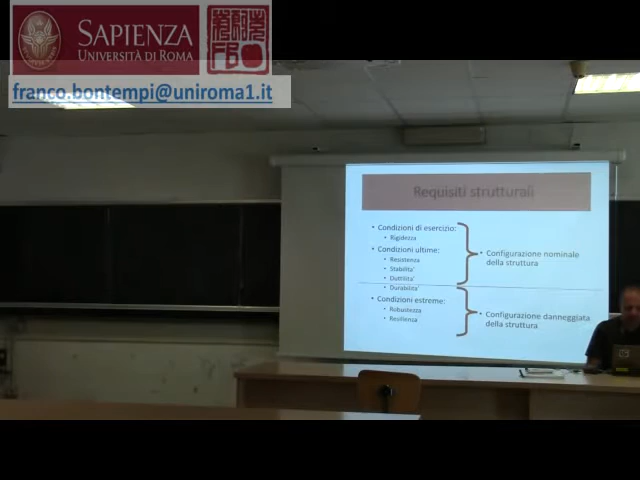 SAPIENZA
UNIVERSITÀ DI ROMA
franco.bontempi@uniroma1.it
Requisiti strutturali
• Condizioni di esercizio:
• Rigidezza
• Condizioni ultime:
• Resistenza
• Stabilita'
• Duttilita'
• Durabilita'
• Configurazione nominale
della struttura
• Condizioni estreme:
• Robustezza
• Resilienza
• Configurazione danneggiata
della struttura